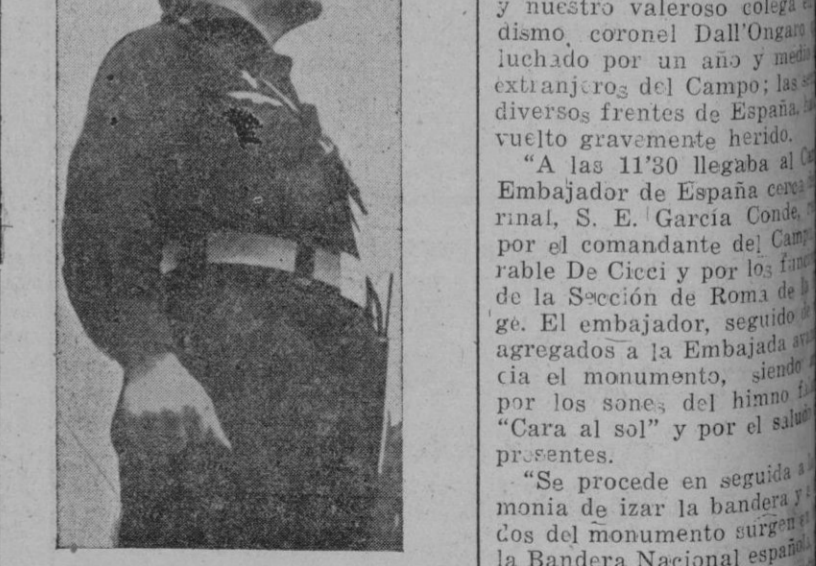 y nuestro valeroso colega
dismo, coronel Dall'Ongaro
luchado por un año y medio
extranjeros del Campo; las
diversos frentes de España,
vuelto gravemente herido.
"A las 11'30 llegaba al
Embajador de España cerca
rinal, S. E. García Conde,
por el comandante del
rable De Cicci y por los
de la Sección de Roma de
ge. El embajador, seguido
agregados a la Embajada
cia el monumento, siendo
por los sones del himno
"Cara al sol" y por el
presentes.
"Se procede en seguida a
monia de izar la bandera y
dos del monumento surgen
la Bandera Nacional